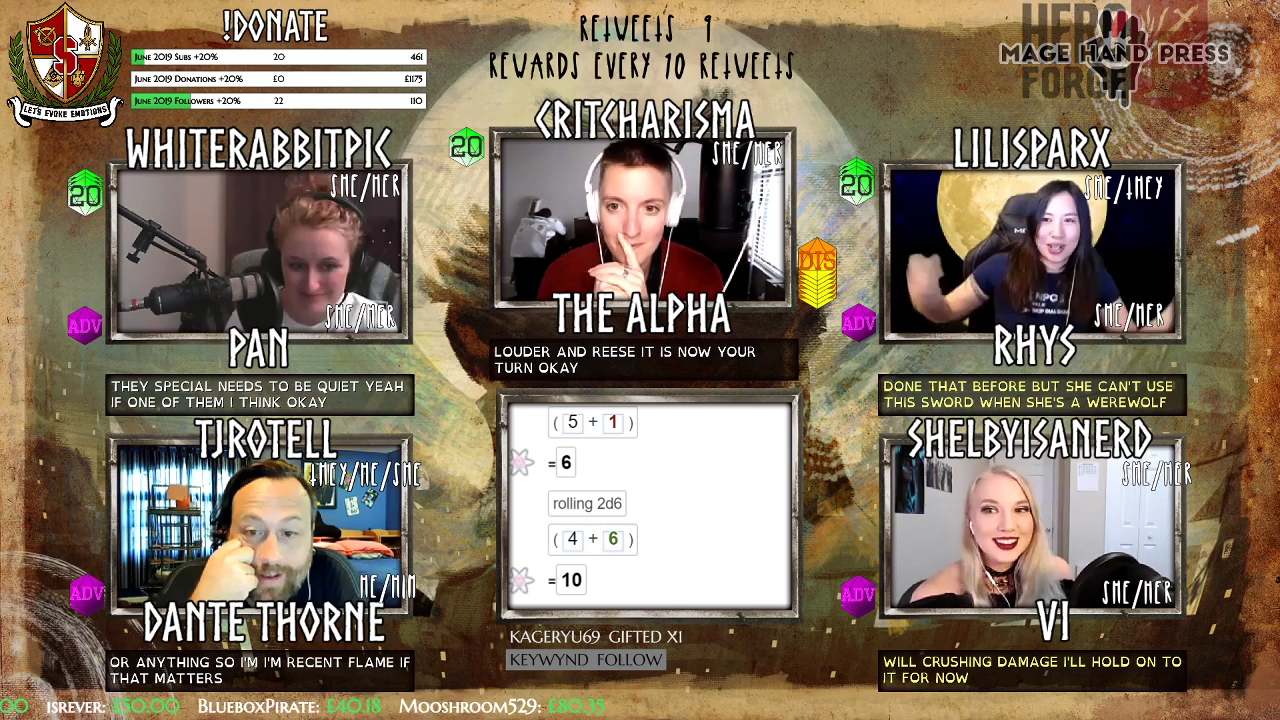 !DONATE
JUNE 2019 SUBS +20% 20 461
JUNE 2019 DONATIONS +20% £0 £1175
JUNE 2019 FOLLOWERS +20% 22 110
S
LET'S EVOKE EMOTIONS
RETWEETS 9
REWARDS EVERY 10 RETWEETS
HERO
FORGE
MAGE HAND PRESS
WHITERABBITPIC
SHE/HER
20
SHE/HER
ADV
PAN
THEY SPECIAL NEEDS TO BE QUIET YEAH
IF ONE OF THEM I THINK OKAY
CRITCHARISMA
SHE/HER
20
DIS
THE ALPHA
LOUDER AND REESE IT IS NOW YOUR
TURN OKAY
LILISPARX
SHE/THEY
20
SHE/HER
ADV
RHYS
DONE THAT BEFORE BUT SHE CAN'T USE
THIS SWORD WHEN SHE'S A WEREWOLF
TJROTELL
THEY/HE/SHE
HE/HIM
ADV
DANTE THORNE
OR ANYTHING SO I'M I'M RECENT FLAME IF
THAT MATTERS
( 5 + 1 )
= 6
rolling 2d6
( 4 + 6 )
= 10
KAGERYU69 GIFTED X1
KEYWYND FOLLOW
SHELBYISANERD
SHE/HER
SHE/HER
ADV
VI
WILL CRUSHING DAMAGE I'LL HOLD ON TO
IT FOR NOW
00 ISREVER: £50.00 BLUEBOXPIRATE: £40.18 MOOSHROOM529: £80.35